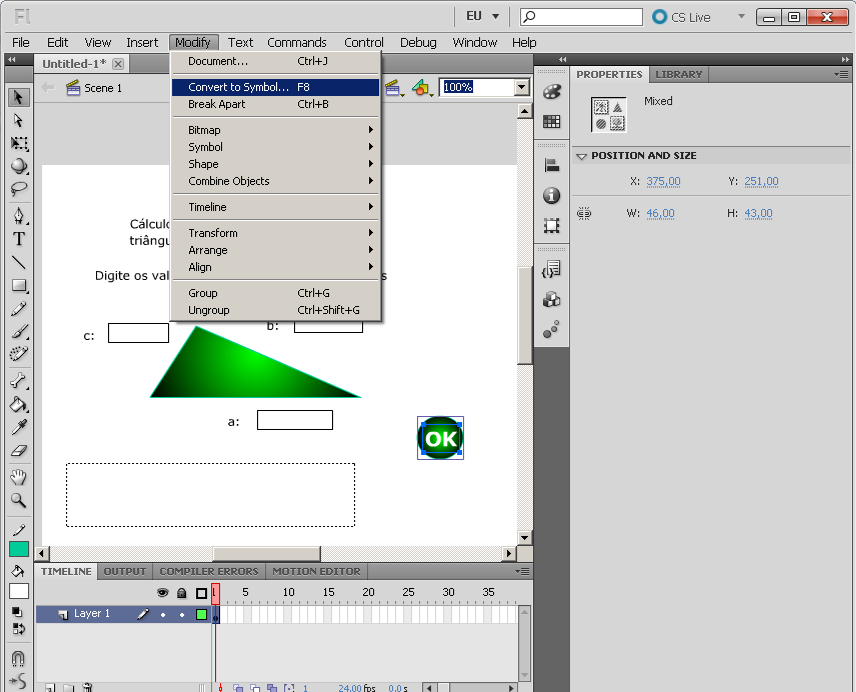 Fl EU CS Live
File Edit View Insert Modify Text Commands Control Debug Window Help
Untitled-1*
Scene 1
100%
Document... Ctrl+J
Convert to Symbol... F8
Break Apart Ctrl+B
Bitmap
Symbol
Shape
Combine Objects
Timeline
Transform
Arrange
Align
Group Ctrl+G
Ungroup Ctrl+Shift+G
PROPERTIES LIBRARY
Mixed
POSITION AND SIZE
X: 375,00 Y: 251,00
W: 46,00 H: 43,00
T
Digite os
c:
b:
a:
OK
TIMELINE OUTPUT COMPILER ERRORS MOTION EDITOR
1 5 10 15 20 25 30 35
Layer 1
1 24.00 fps 0.0 s